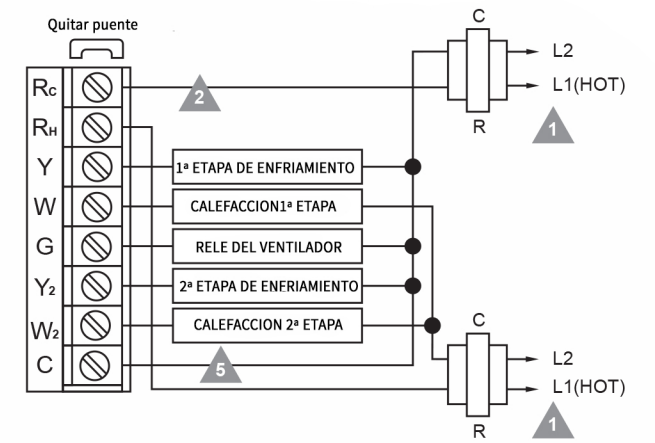 Quitar puente
C
L2
L1(HOT)
R
1
Rc
2
RH
Y
1ª ETAPA DE ENFRIAMIENTO
W
CALEFACCION1ª ETAPA
G
RELE DEL VENTILADOR
Y2
2ª ETAPA DE ENFRIAMIENTO
W2
CALEFACCION 2ª ETAPA
C
5
C
L2
L1(HOT)
R
1